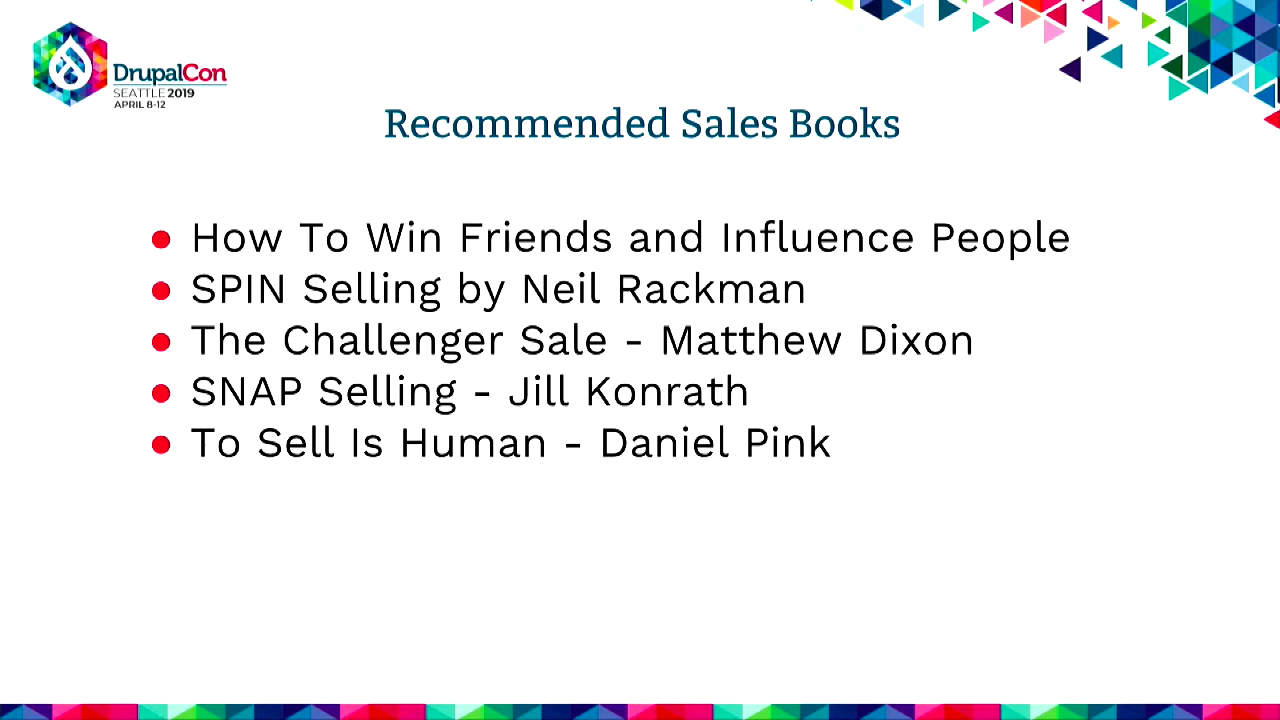 DrupalCon
SEATTLE 2019
APRIL 8-12
Recommended Sales Books
● How To Win Friends and Influence People
● SPIN Selling by Neil Rackman
● The Challenger Sale - Matthew Dixon
● SNAP Selling - Jill Konrath
● To Sell Is Human - Daniel Pink